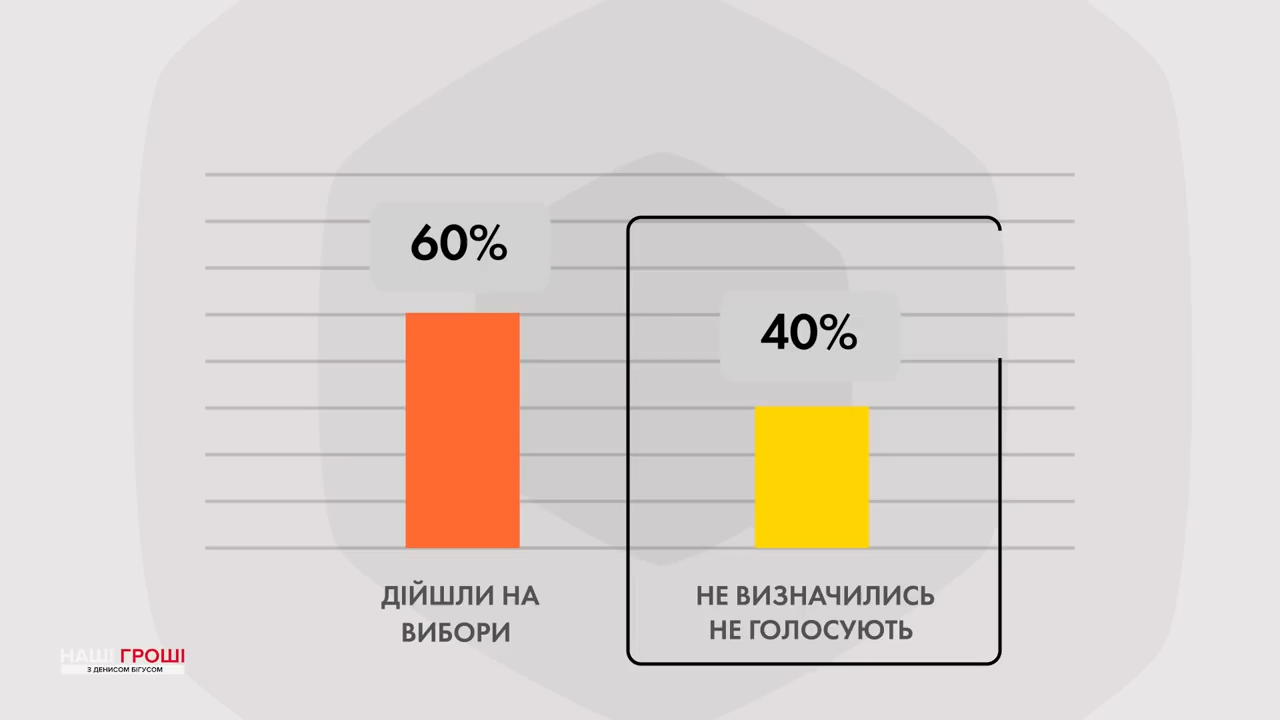 60%
40%
ДІЙШЛИ НА
ВИБОРИ
НЕ ВИЗНАЧИЛИСЬ
НЕ ГОЛОСУЮТЬ
НАШІ ГРОШІ
З ДЕНИСОМ БІГУСОМ